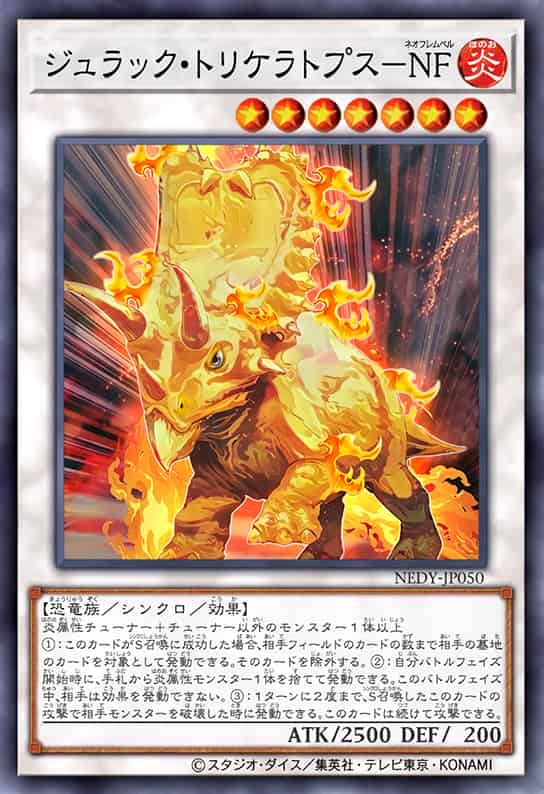 ジュラック・トリケラトプス－NF
ネオフレムベル
炎
ほのお
NEDY-JP050
【恐竜族／シンクロ／効果】
炎属性チューナー＋チューナー以外のモンスター１体以上
①：このカードがS召喚に成功した場合、相手フィールドのカードの数まで相手の墓地
のカードを対象として発動できる。そのカードを除外する。②：自分バトルフェイズ
開始時に、手札から炎属性モンスター1体を捨てて発動できる。このバトルフェイズ
中、相手は効果を発動できない。③：１ターンに２度まで、S召喚したこのカードの
攻撃で相手モンスターを破壊した時に発動できる。このカードは続けて攻撃できる。
ATK/2500 DEF/ 200
©スタジオ・ダイス／集英社・テレビ東京・KONAMI